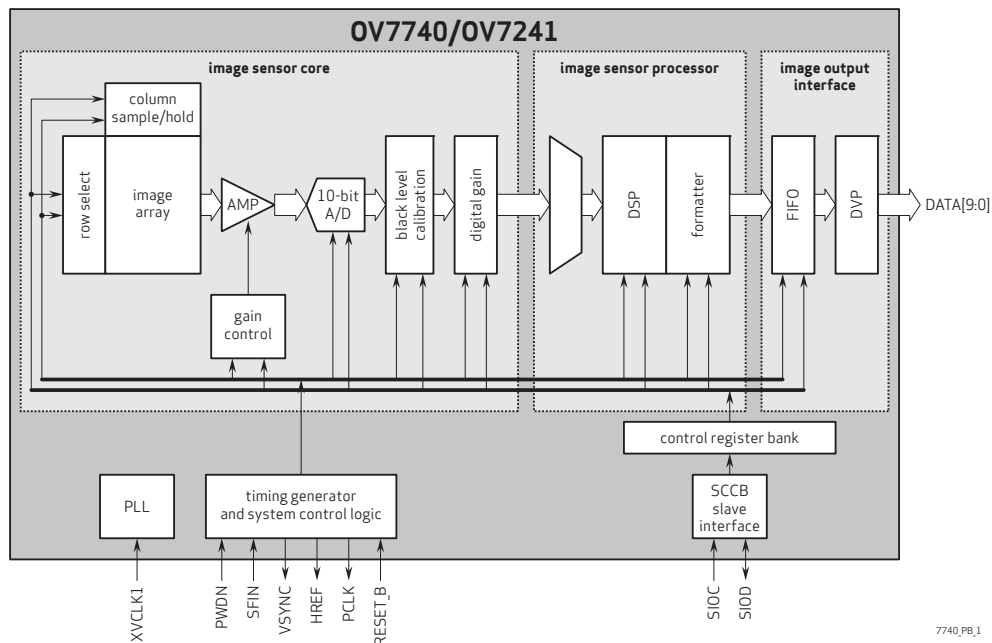 OV7740/OV7241
image sensor core
image sensor processor
image output
interface
column
sample/hold
row select
image
array
AMP
10-bit
A/D
black level
calibration
digital gain
DSP
formatter
FIFO
DVP
DATA[9:0]
gain
control
control register bank
PLL
timing generator
and system control logic
SCCB
slave
interface
XVCLK1
PWDN
SFIN
VSYNC
HREF
PCLK
RESET_B
SIOC
SIOD
7740_PB_1